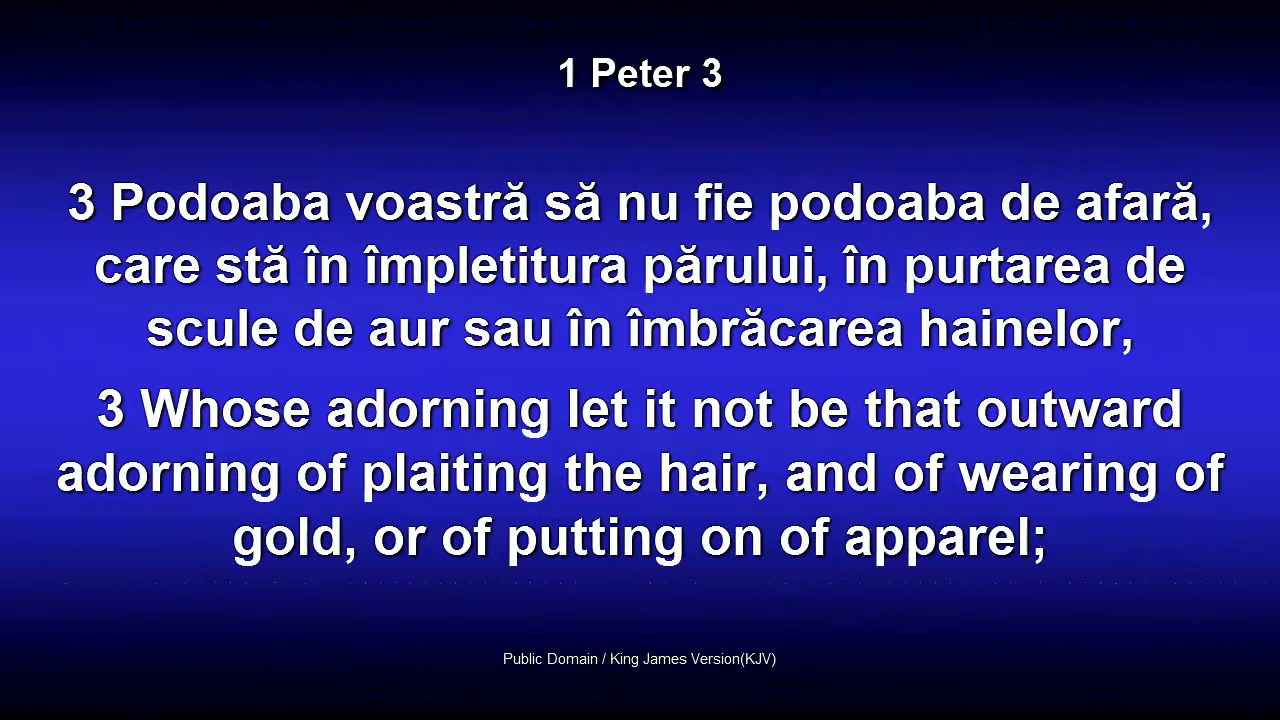 1 Peter 3
3 Podoaba voastră să nu fie podoaba de afară,
care stă în împletitura părului, în purtarea de
scule de aur sau în îmbrăcarea hainelor,
3 Whose adorning let it not be that outward
adorning of plaiting the hair, and of wearing of
gold, or of putting on of apparel;
Public Domain / King James Version(KJV)